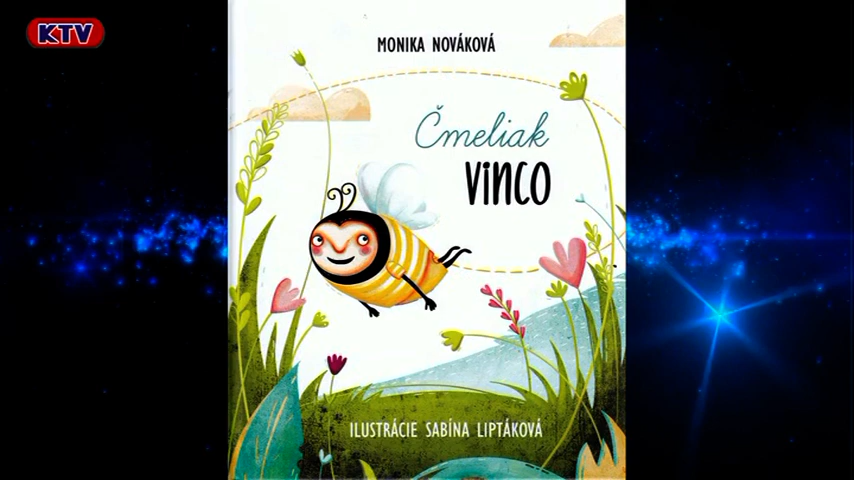 KTV
MONIKA NOVÁKOVÁ
Čmeliak
VINCO
ILUSTRÁCIE SABÍNA LIPTÁKOVÁ